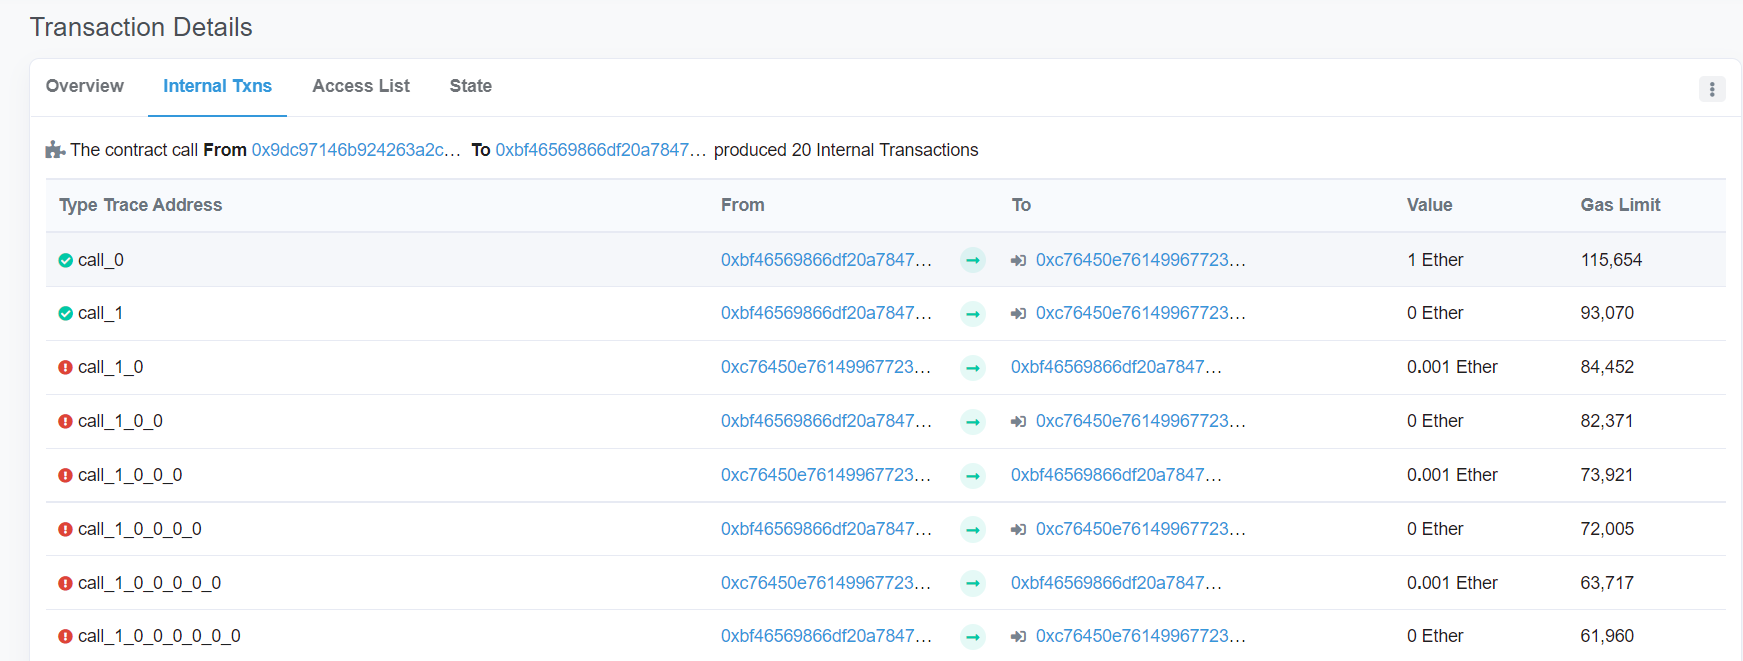 Transaction Details
Overview Internal Txns Access List State
The contract call From 0x9dc97146b924263a2c... To 0xbf46569866df20a7847... produced 20 Internal Transactions
Type Trace Address From To Value Gas Limit
call_0 0xbf46569866df20a7847... 0xc76450e76149967723... 1 Ether 115,654
call_1 0xbf46569866df20a7847... 0xc76450e76149967723... 0 Ether 93,070
call_1_0 0xc76450e76149967723... 0xbf46569866df20a7847... 0.001 Ether 84,452
call_1_0_0 0xbf46569866df20a7847... 0xc76450e76149967723... 0 Ether 82,371
call_1_0_0_0 0xc76450e76149967723... 0xbf46569866df20a7847... 0.001 Ether 73,921
call_1_0_0_0_0 0xbf46569866df20a7847... 0xc76450e76149967723... 0 Ether 72,005
call_1_0_0_0_0_0 0xc76450e76149967723... 0xbf46569866df20a7847... 0.001 Ether 63,717
call_1_0_0_0_0_0_0 0xbf46569866df20a7847... 0xc76450e76149967723... 0 Ether 61,960